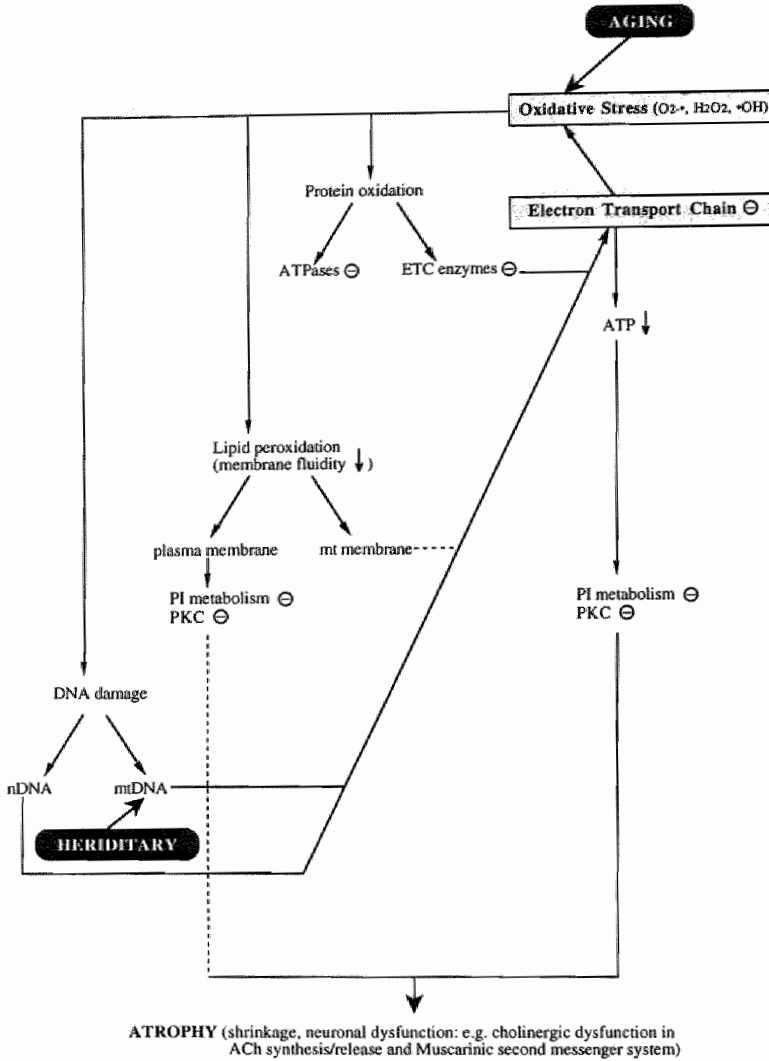 AGING
Oxidative Stress (O2-•, H2O2, •OH)
Protein oxidation
Electron Transport Chain ⊖
ATPases ⊖
ETC enzymes ⊖
ATP ↓
Lipid peroxidation
(membrane fluidity ↓ )
plasma membrane
mt membrane
PI metabolism ⊖
PKC ⊖
PI metabolism ⊖
PKC ⊖
DNA damage
nDNA
mtDNA
HERIDITARY
ATROPHY (shrinkage, neuronal dysfunction: e.g. cholinergic dysfunction in
ACh synthesis/release and Muscarinic second messenger system)